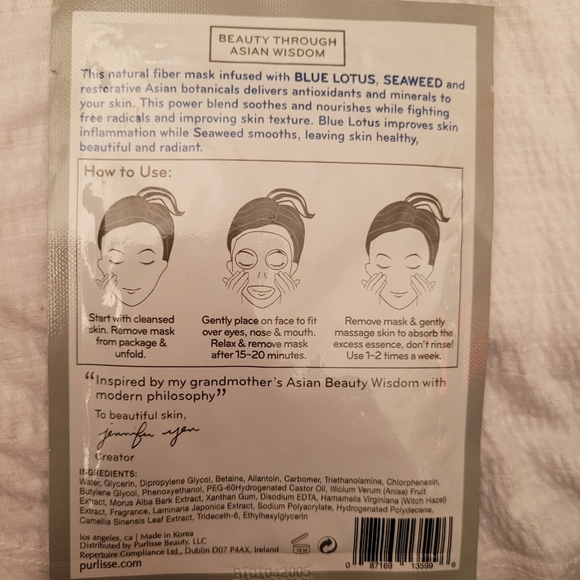 BEAUTY THROUGH
ASIAN WISDOM
This natural fiber mask infused with BLUE LOTUS, SEAWEED and
restorative Asian botanicals delivers antioxidants and minerals to
your skin. This power blend soothes and nourishes while fighting
free radicals and improving skin texture. Blue Lotus improves skin
inflammation while Seaweed smooths, leaving skin healthy,
beautiful and radiant.
How to Use:
Start with cleansed
skin. Remove mask
from package &
unfold.
Gently place on face to fit
over eyes, nose & mouth.
Relax & remove mask
after 15-20 minutes.
Remove mask & gently
massage skin to absorb the
excess essence, don't rinse!
Use 1-2 times a week.
“Inspired by my grandmother's Asian Beauty Wisdom with
modern philosophy”
To beautiful skin,
jennifer yen
Creator
INGREDIENTS:
Water, Glycerin, Dipropylene Glycol, Betaine, Allantoin, Carbomer, Triethanolamine, Chlorphenesin,
Butylene Glycol, Phenoxyethanol, PEG-60Hydrogenated Castor Oil, Illicium Verum (Anise) Fruit
Extract, Morus Alba Bark Extract, Xanthan Gum, Disodium EDTA, Hamamelis Virginiana (Witch Hazel)
Extract, Fragrance, Laminaria Japonica Extract, Sodium Polyacrylate, Hydrogenated Polydecene,
Camellia Sinensis Leaf Extract, Trideceth-6, Ethylhexylglycerin
los angeles, ca | Made in Korea
Distributed by Purlisse Beauty, LLC
Repertoire Compliance Ltd., Dublin D07 P4AX, Ireland
purlisse.com
0 87169 13599 6